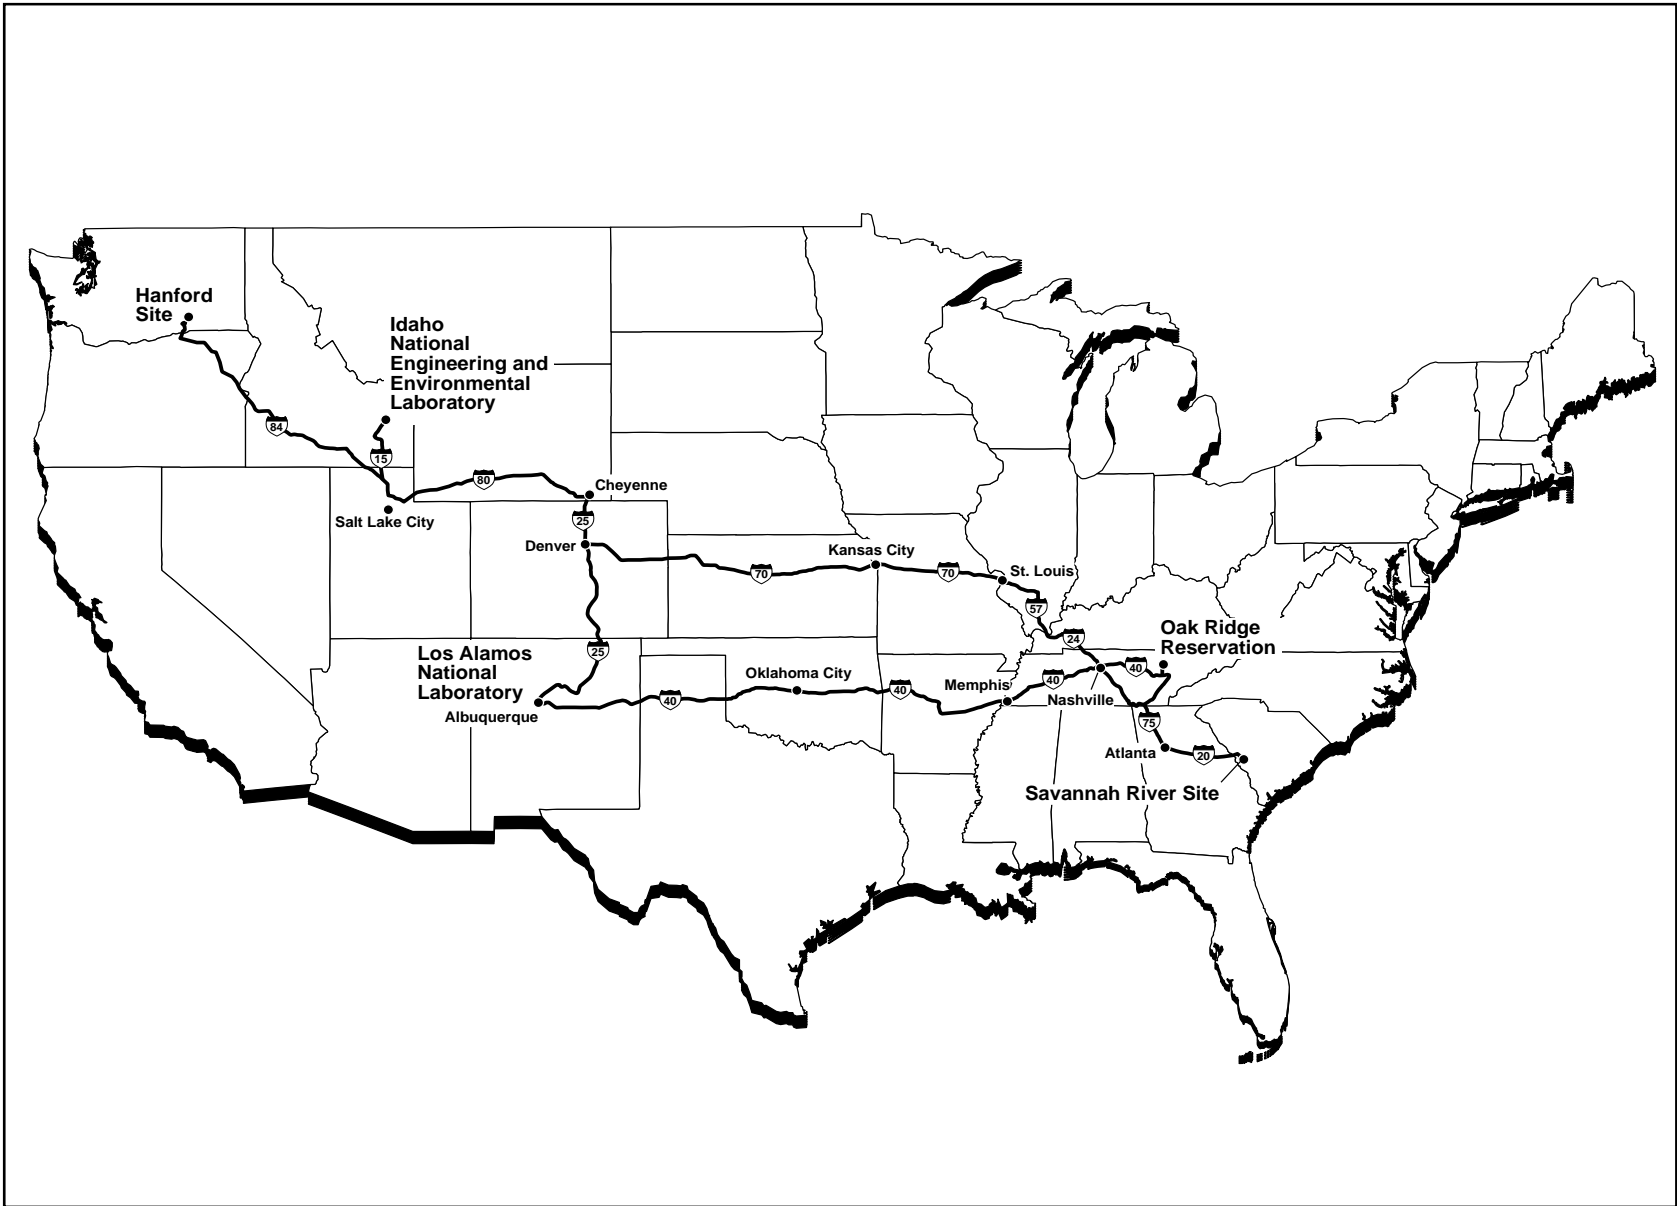 Hanford
Site
Idaho
National
Engineering and
Environmental
Laboratory
84
15
80
Cheyenne
Salt Lake City
25
Denver
Kansas City
70
70
St. Louis
57
24
Oak Ridge
Reservation
25
Los Alamos
National
Laboratory
Albuquerque
40
Oklahoma City
40
Memphis
40
40
Nashville
75
Atlanta
20
Savannah River Site